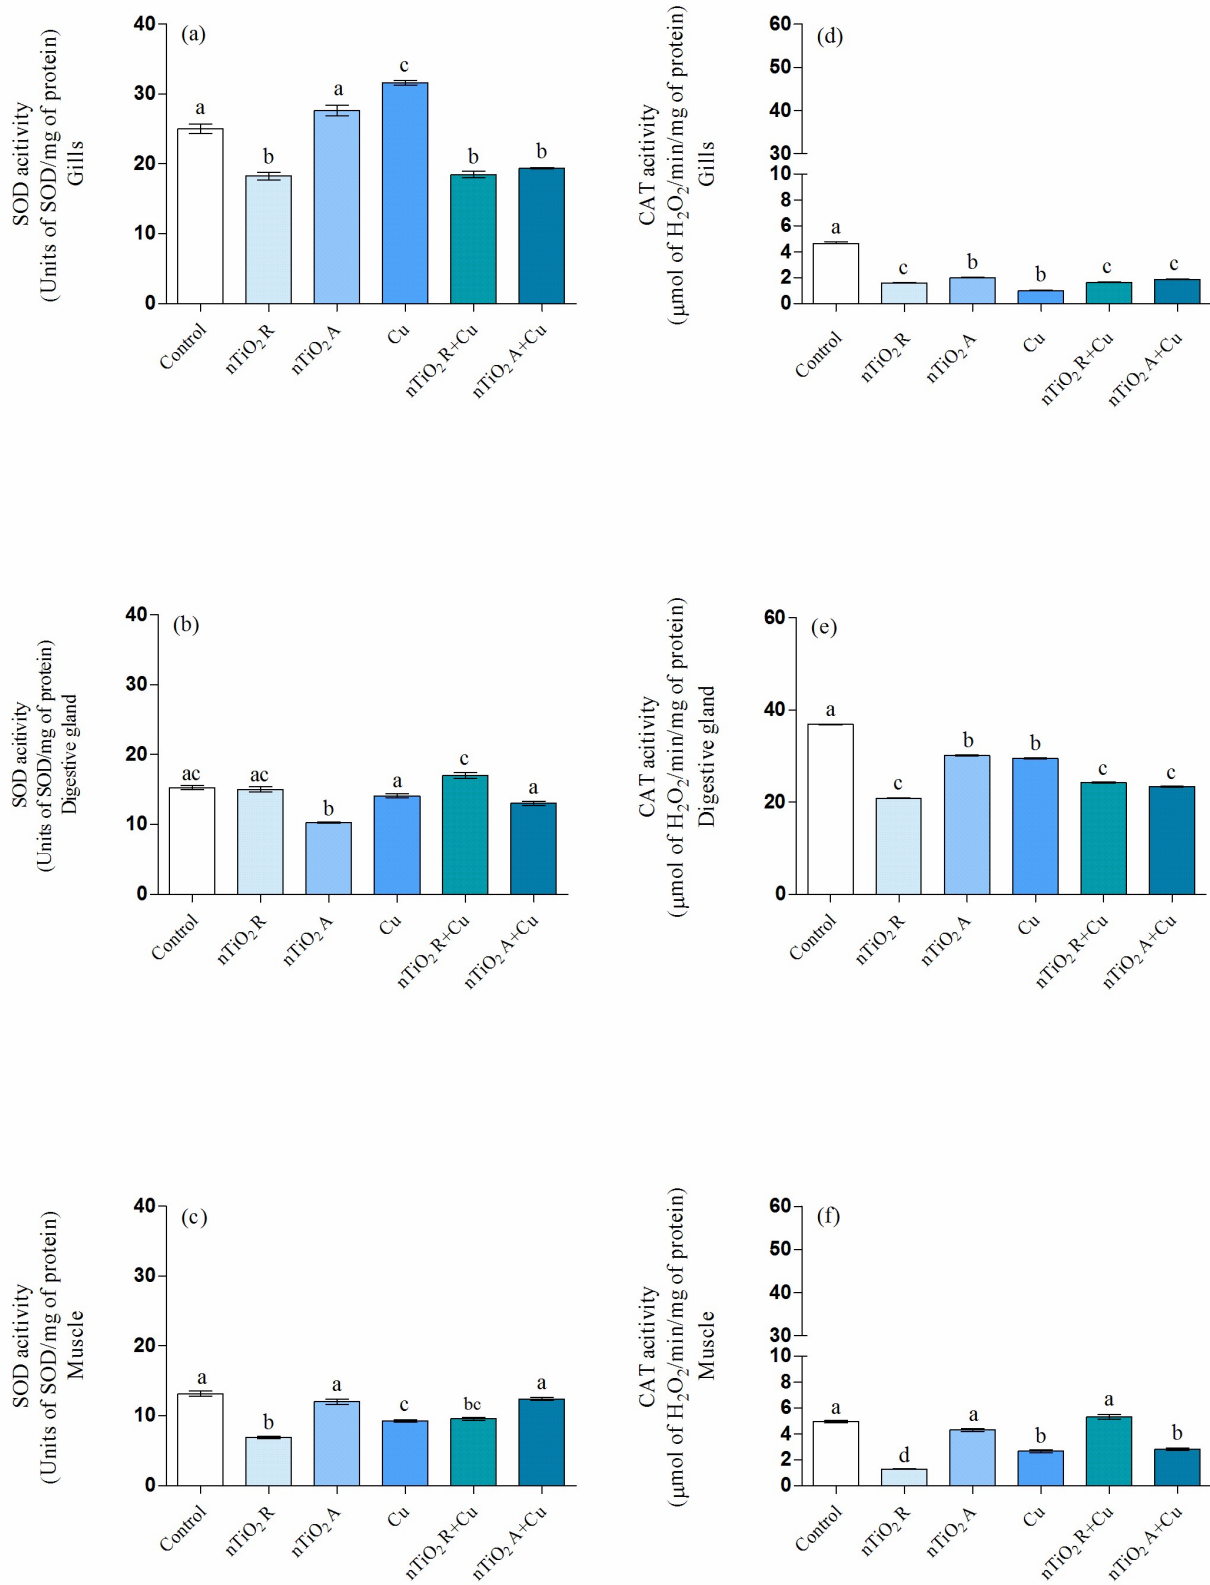 SOD acitivity
(Units of SOD/mg of protein)
Gills
40
30
20
10
0
(a)
a
b
a
c
b
b
Control
nTiO₂ R
nTiO₂ A
Cu
nTiO₂ R+Cu
nTiO₂ A+Cu
CAT acitivity
(μmol of H₂O₂/min/mg of protein)
Gills
60
50
40
30
10
8
6
4
2
0
(d)
a
c
b
b
c
c
Control
nTiO₂ R
nTiO₂ A
Cu
nTiO₂ R+Cu
nTiO₂ A+Cu
SOD acitivity
(Units of SOD/mg of protein)
Digestive gland
40
30
20
10
0
(b)
ac
ac
b
a
c
a
Control
nTiO₂ R
nTiO₂ A
Cu
nTiO₂ R+Cu
nTiO₂ A+Cu
CAT acitivity
(μmol of H₂O₂/min/mg of protein)
Digestive gland
60
40
20
0
(e)
a
c
b
b
c
c
Control
nTiO₂ R
nTiO₂ A
Cu
nTiO₂ R+Cu
nTiO₂ A+Cu
SOD acitivity
(Units of SOD/mg of protein)
Muscle
40
30
20
10
0
(c)
a
b
a
c
bc
a
Control
nTiO₂ R
nTiO₂ A
Cu
nTiO₂ R+Cu
nTiO₂ A+Cu
CAT acitivity
(μmol of H₂O₂/min/mg of protein)
Muscle
60
50
40
30
10
8
6
4
2
0
(f)
a
d
a
b
a
b
Control
nTiO₂ R
nTiO₂ A
Cu
nTiO₂ R+Cu
nTiO₂ A+Cu